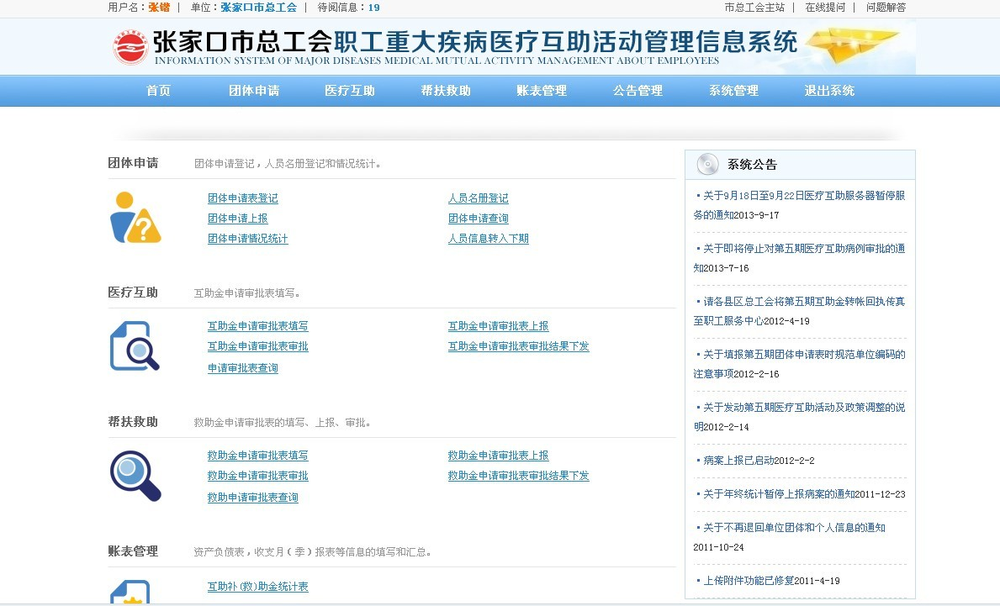 用户名：张锴 | 单位：张家口市总工会 | 待阅信息：19
市总工会主站 | 在线提问 | 问题解答
张家口市总工会职工重大疾病医疗互助活动管理信息系统
INFORMATION SYSTEM OF MAJOR DISEASES MEDICAL MUTUAL ACTIVITY MANAGEMENT ABOUT EMPLOYEES
首页 团体申请 医疗互助 帮扶救助 账表管理 公告管理 系统管理 退出系统
团体申请 团体申请登记，人员名册登记和情况统计。
团体申请表登记 人员名册登记
团体申请上报 团体申请查询
团体申请情况统计 人员信息转入下期
医疗互助 互助金申请审批表填写。
互助金申请审批表填写 互助金申请审批表上报
互助金申请审批表审批 互助金申请审批表审批结果下发
申请审批表查询
帮扶救助 救助金申请审批表的填写、上报、审批。
救助金申请审批表填写 救助金申请审批表上报
救助金申请审批表审批 救助金申请审批表审批结果下发
救助申请审批表查询
账表管理 资产负债表，收支月（季）报表等信息的填写和汇总。
互助补(救)助金统计表
系统公告
关于9月18日至9月22日医疗互助服务器暂停服
务的通知2013-9-17
关于即将停止对第五期医疗互助病例审批的通
知2013-7-16
请各县区总工会将第五期互助金转帐回执传真
至职工服务中心2012-4-19
关于填报第五期团体申请表时规范单位编码的
注意事项2012-2-16
关于发动第五期医疗互助活动及政策调整的说
明2012-2-14
病案上报已启动2012-2-2
关于年终统计暂停上报病案的通知2011-12-23
关于不再退回单位团体和个人信息的通知
2011-10-24
上传附件功能已修复2011-4-19